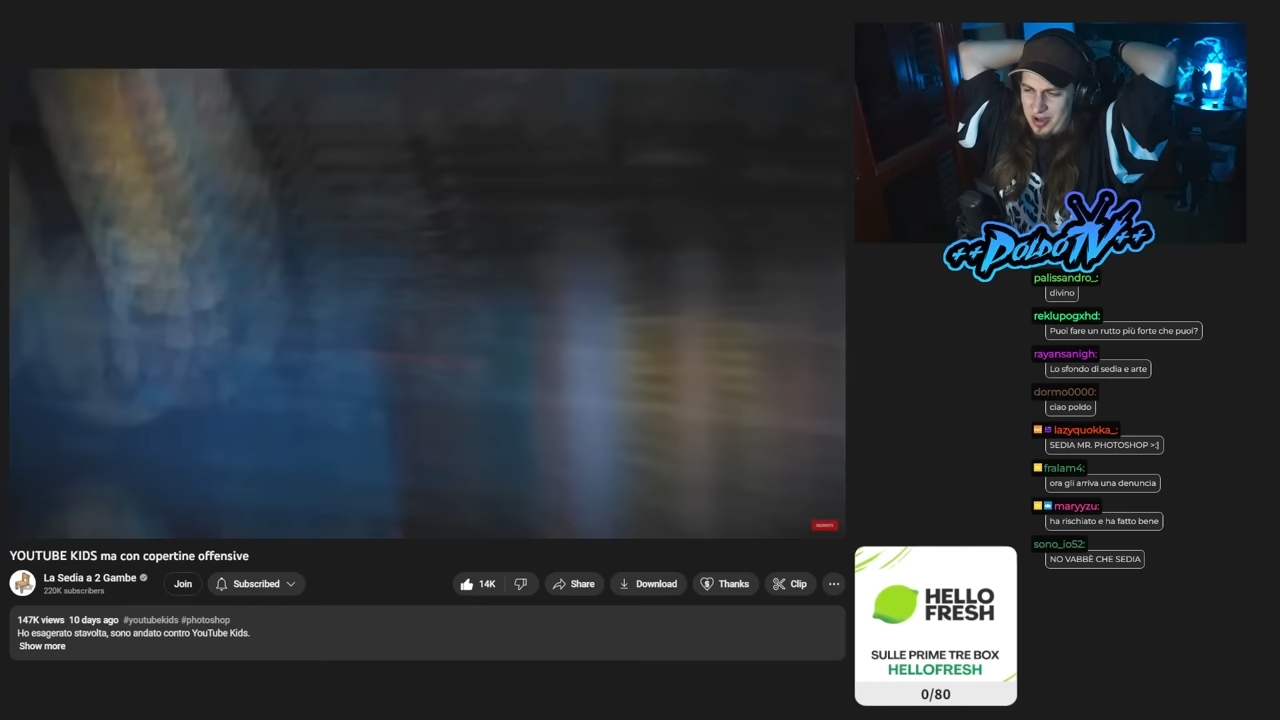 YOUTUBE KIDS ma con copertine offensive
La Sedia a 2 Gambe
220K subscribers
Join
Subscribed
14K
Share
Download
Thanks
Clip
147K views 10 days ago #youtubekids #photoshop
Ho esagerato stavolta, sono andato contro YouTube Kids.
Show more
++POLDOTV++
palissandro_:
divino
reklupogxhd:
Puoi fare un rutto più forte che puoi?
rayansanigh:
Lo sfondo di sedia e arte
dormo0000:
ciao poldo
lazyquokka_:
SEDIA MR. PHOTOSHOP >:]
fralam4:
ora gli arriva una denuncia
maryyzu:
ha rischiato e ha fatto bene
sono_io52:
NO VABBÈ CHE SEDIA
HELLO
FRESH
SULLE PRIME TRE BOX
HELLOFRESH
0/80